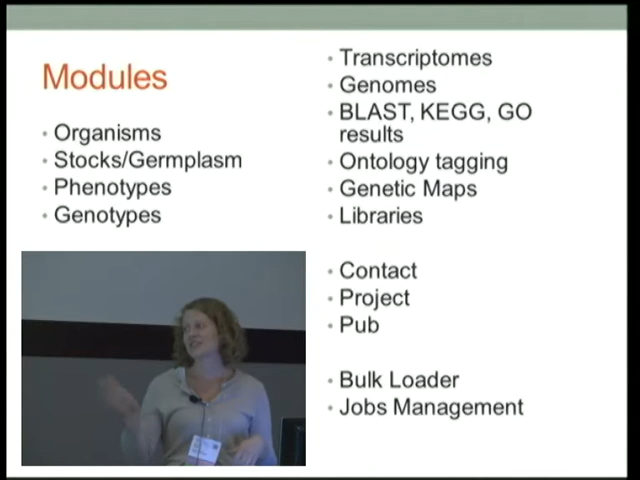 Modules
Organisms
Stocks/Germplasm
Phenotypes
Genotypes
Transcriptomes
Genomes
BLAST, KEGG, GO
results
Ontology tagging
Genetic Maps
Libraries
Contact
Project
Pub
Bulk Loader
Jobs Management